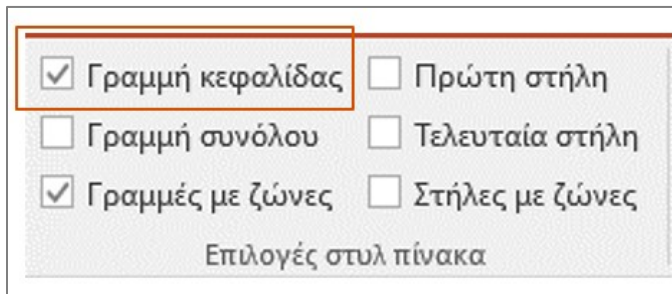 Γραμμή κεφαλίδας Πρώτη στήλη
Γραμμή συνόλου Τελευταία στήλη
Γραμμές με ζώνες Στήλες με ζώνες
Επιλογές στυλ πίνακα